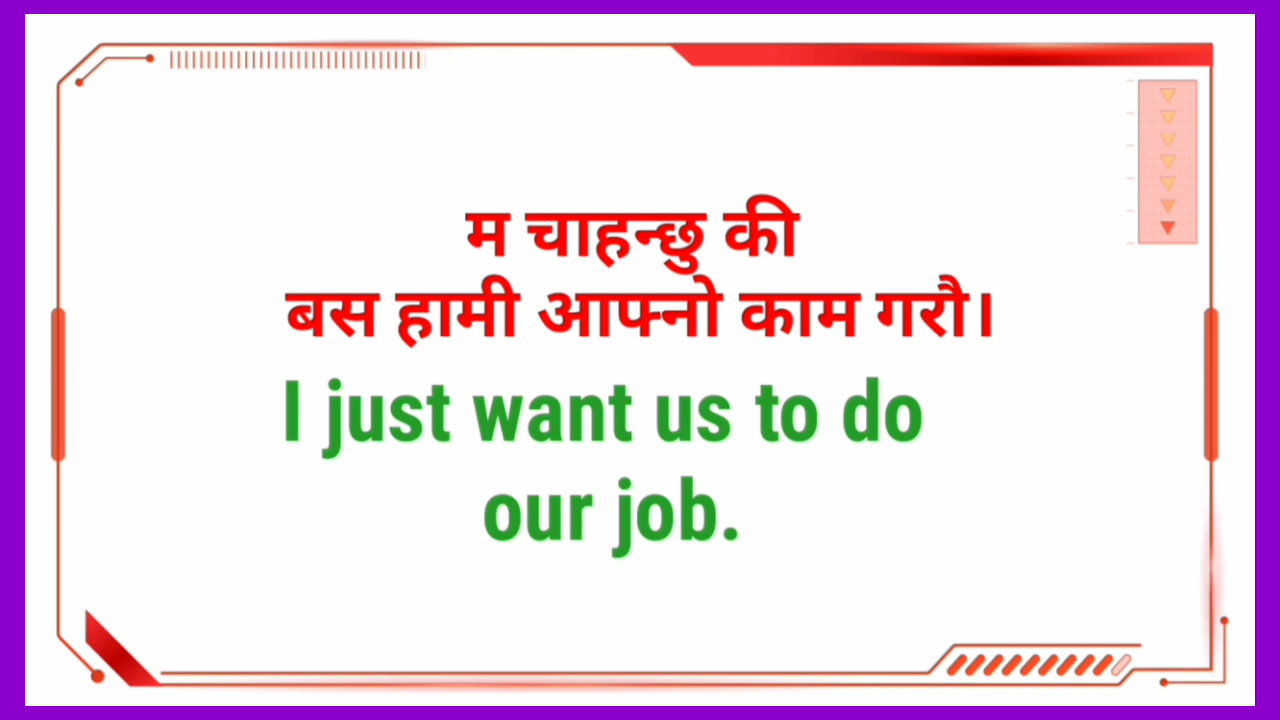 म चाहन्छु की
बस हामी आफ्नो काम गरौ।
I just want us to do
our job.